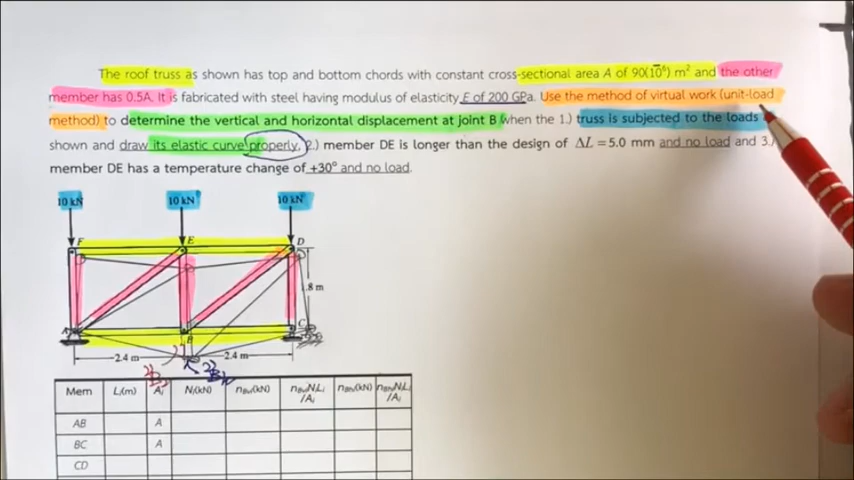 The roof truss as shown has top and bottom chords with constant cross-sectional area A of 90(10⁻⁶) m² and the other
member has 0.5A. It is fabricated with steel having modulus of elasticity E of 200 GPa. Use the method of virtual work (unit-load
method) to determine the vertical and horizontal displacement at joint B when the 1.) truss is subjected to the loads
shown and draw its elastic curve properly, 2.) member DE is longer than the design of ΔL = 5.0 mm and no load and 3.)
member DE has a temperature change of +30° and no load.
10 kN 10 kN 10 kN
F E D
.8 m
A B C
2.4 m 2.4 m
Mem Lᵢ(m) Aᵢ Nᵢ(kN) nBv(kN) nBvNᵢLᵢ/Aᵢ nBh(kN) nBhNᵢLᵢ/Aᵢ
AB A
BC A
CD